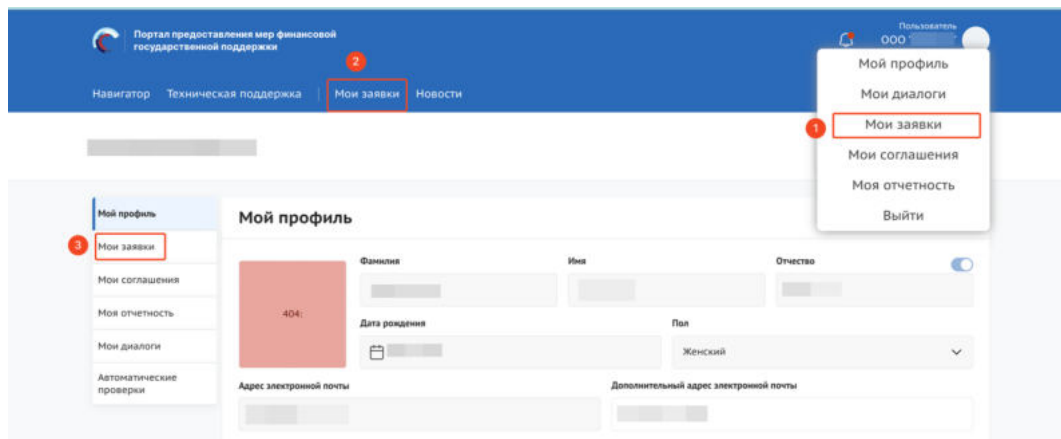 Портал предоставления мер финансовой
государственной поддержки
Пользователь
ООО "
2
Навигатор Техническая поддержка | Мои заявки Новости
Мой профиль
Мои диалоги
1 Мои заявки
Мои соглашения
Моя отчетность
Выйти
Мой профиль
3 Мои заявки
Мои соглашения
Моя отчетность
Мои диалоги
Автоматические
проверки
Мой профиль
404:
Фамилия Имя Отчество
Дата рождения Пол
Женский
Адрес электронной почты Дополнительный адрес электронной почты